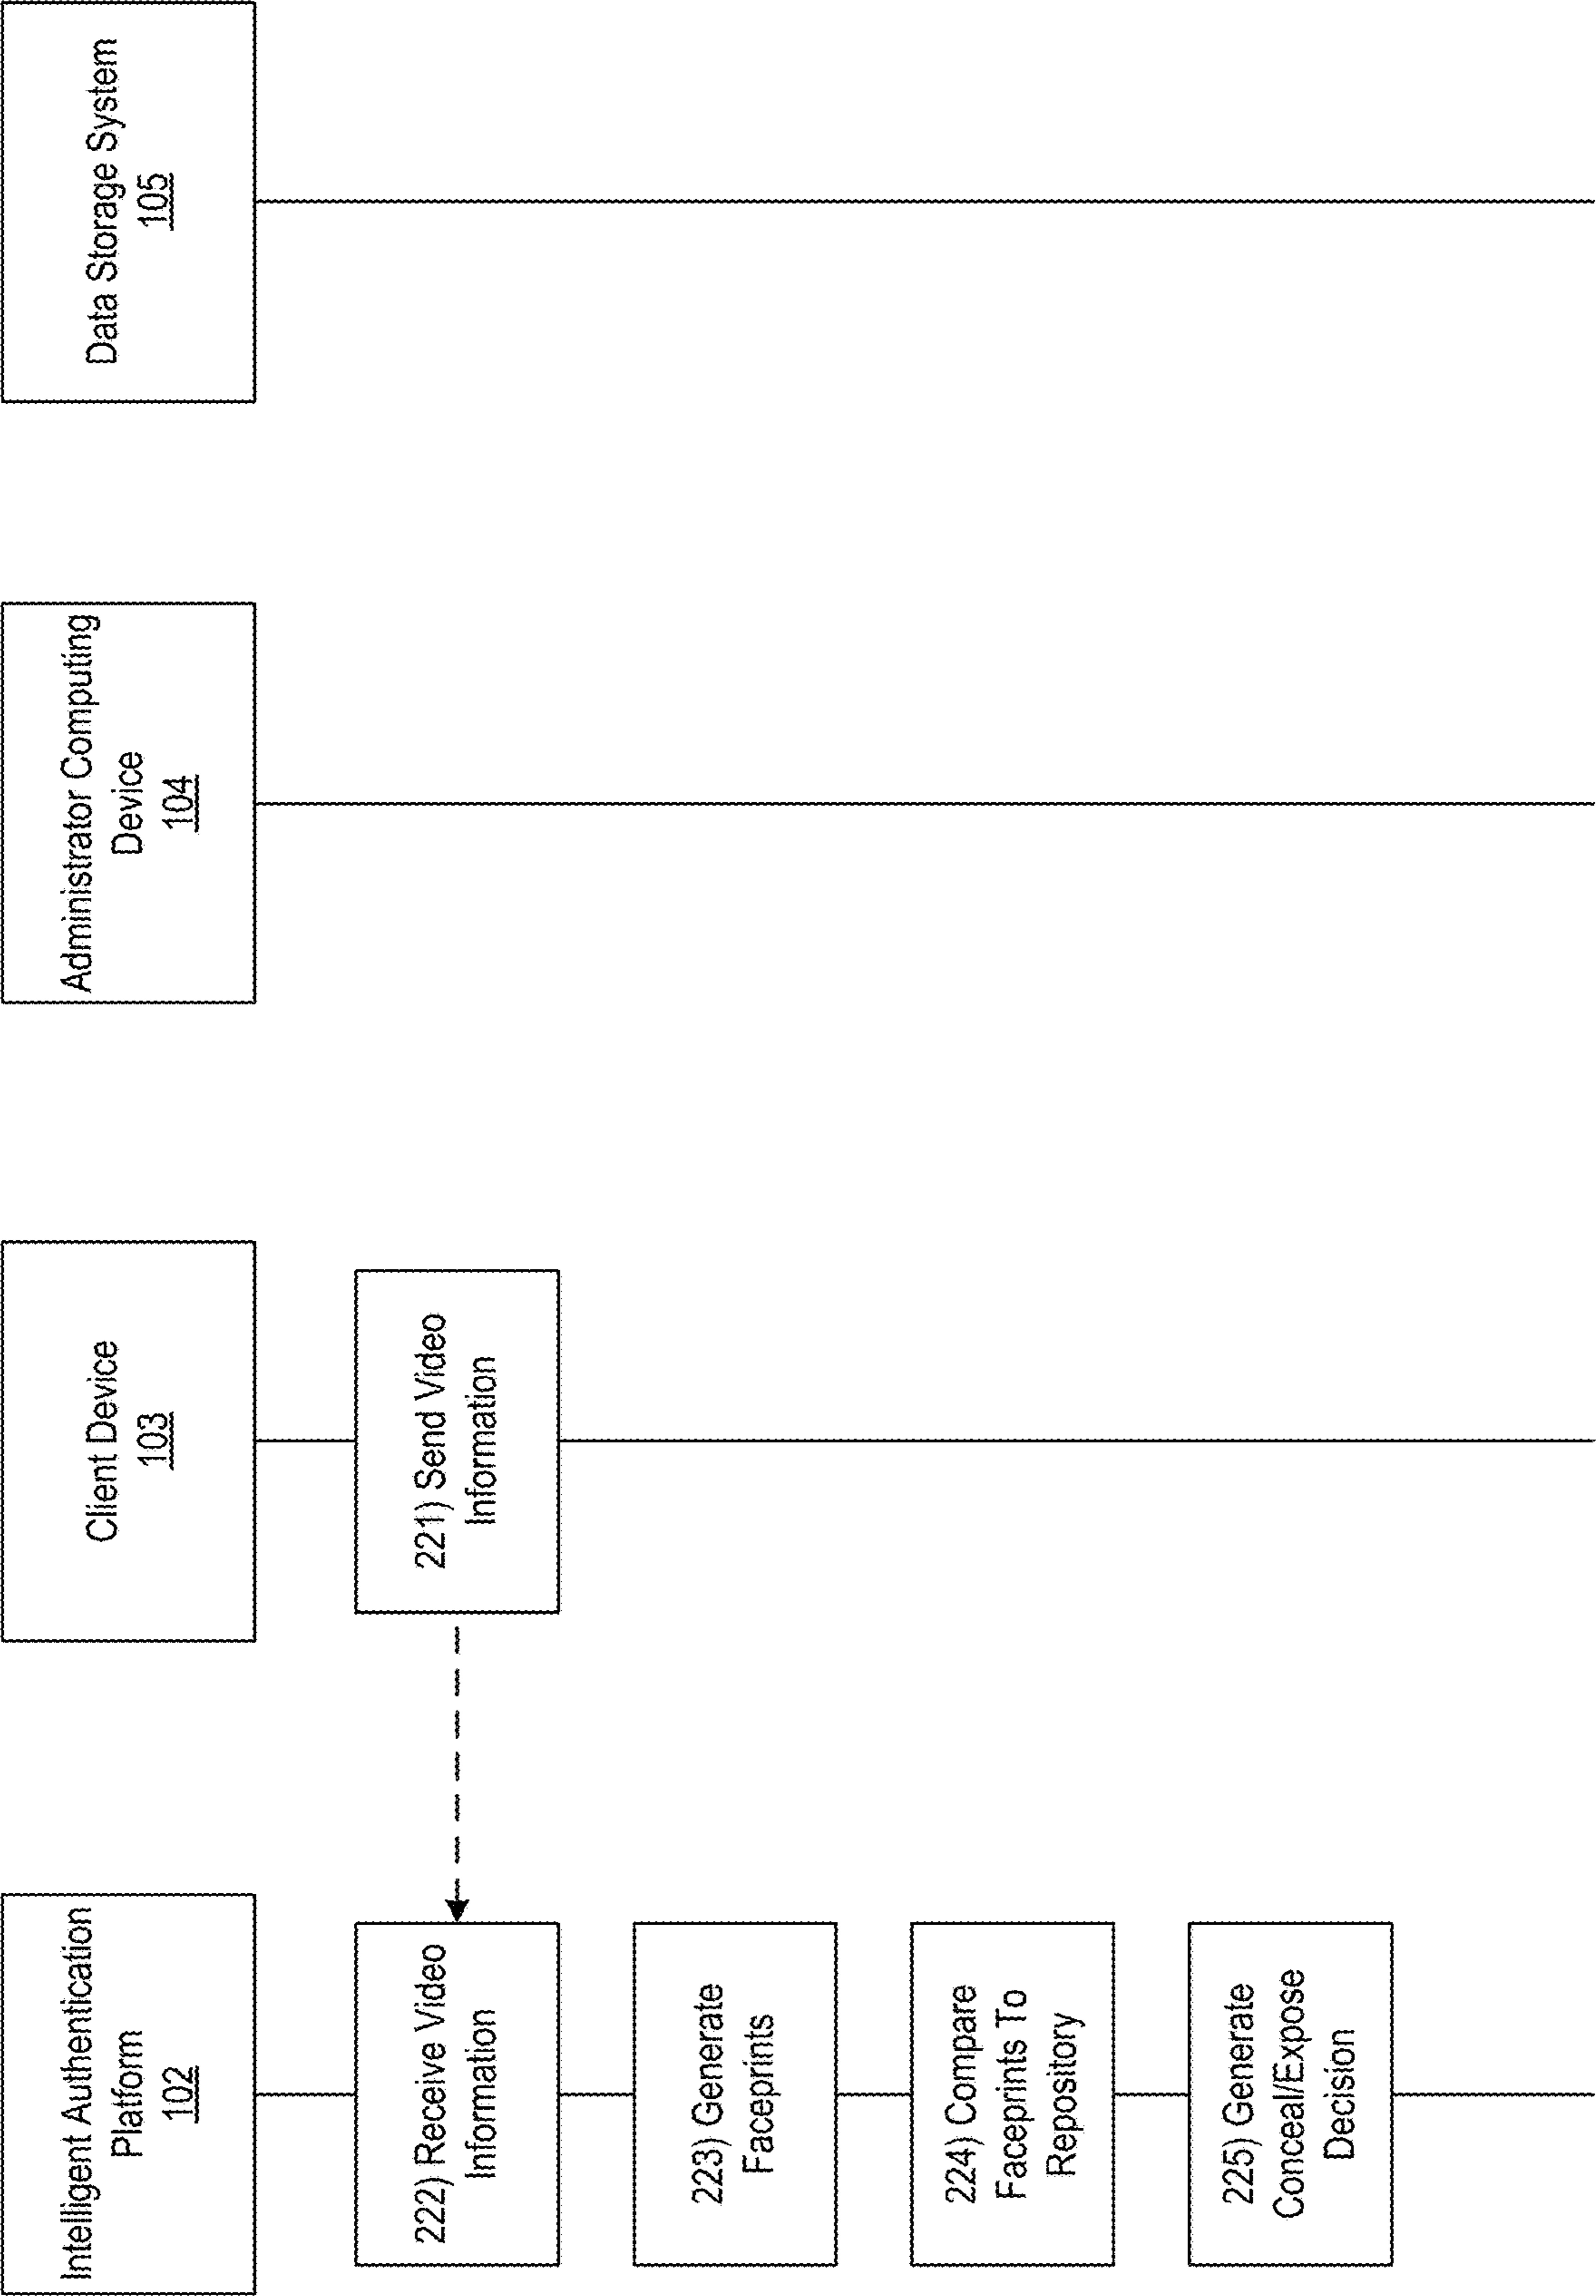 Intelligent Authentication
Platform
102
Client Device
103
Administrator Computing
Device
104
Data Storage System
105
221) Send Video
Information
222) Receive Video
Information
223) Generate
Faceprints
224) Compare
Faceprints To
Repository
225) Generate
Conceal/Expose
Decision